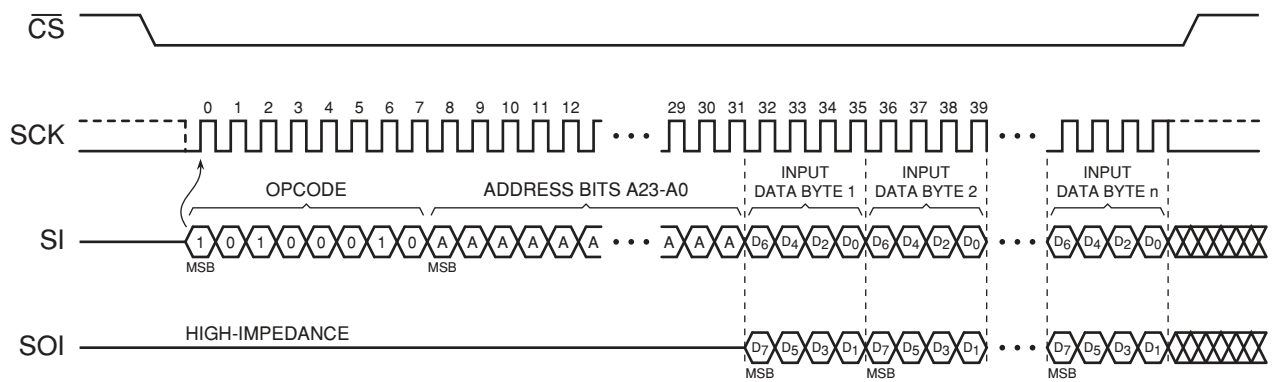 CS
0 1 2 3 4 5 6 7 8 9 10 11 12 29 30 31 32 33 34 35 36 37 38 39
SCK
OPCODE
ADDRESS BITS A23-A0
INPUT
DATA BYTE 1
INPUT
DATA BYTE 2
INPUT
DATA BYTE n
SI
1 0 1 0 0 0 1 0 A A A A A A A A A D6 D4 D2 D0 D6 D4 D2 D0 D6 D4 D2 D0
MSB MSB
HIGH-IMPEDANCE
SOI
D7 D5 D3 D1 D7 D5 D3 D1 D7 D5 D3 D1
MSB MSB MSB